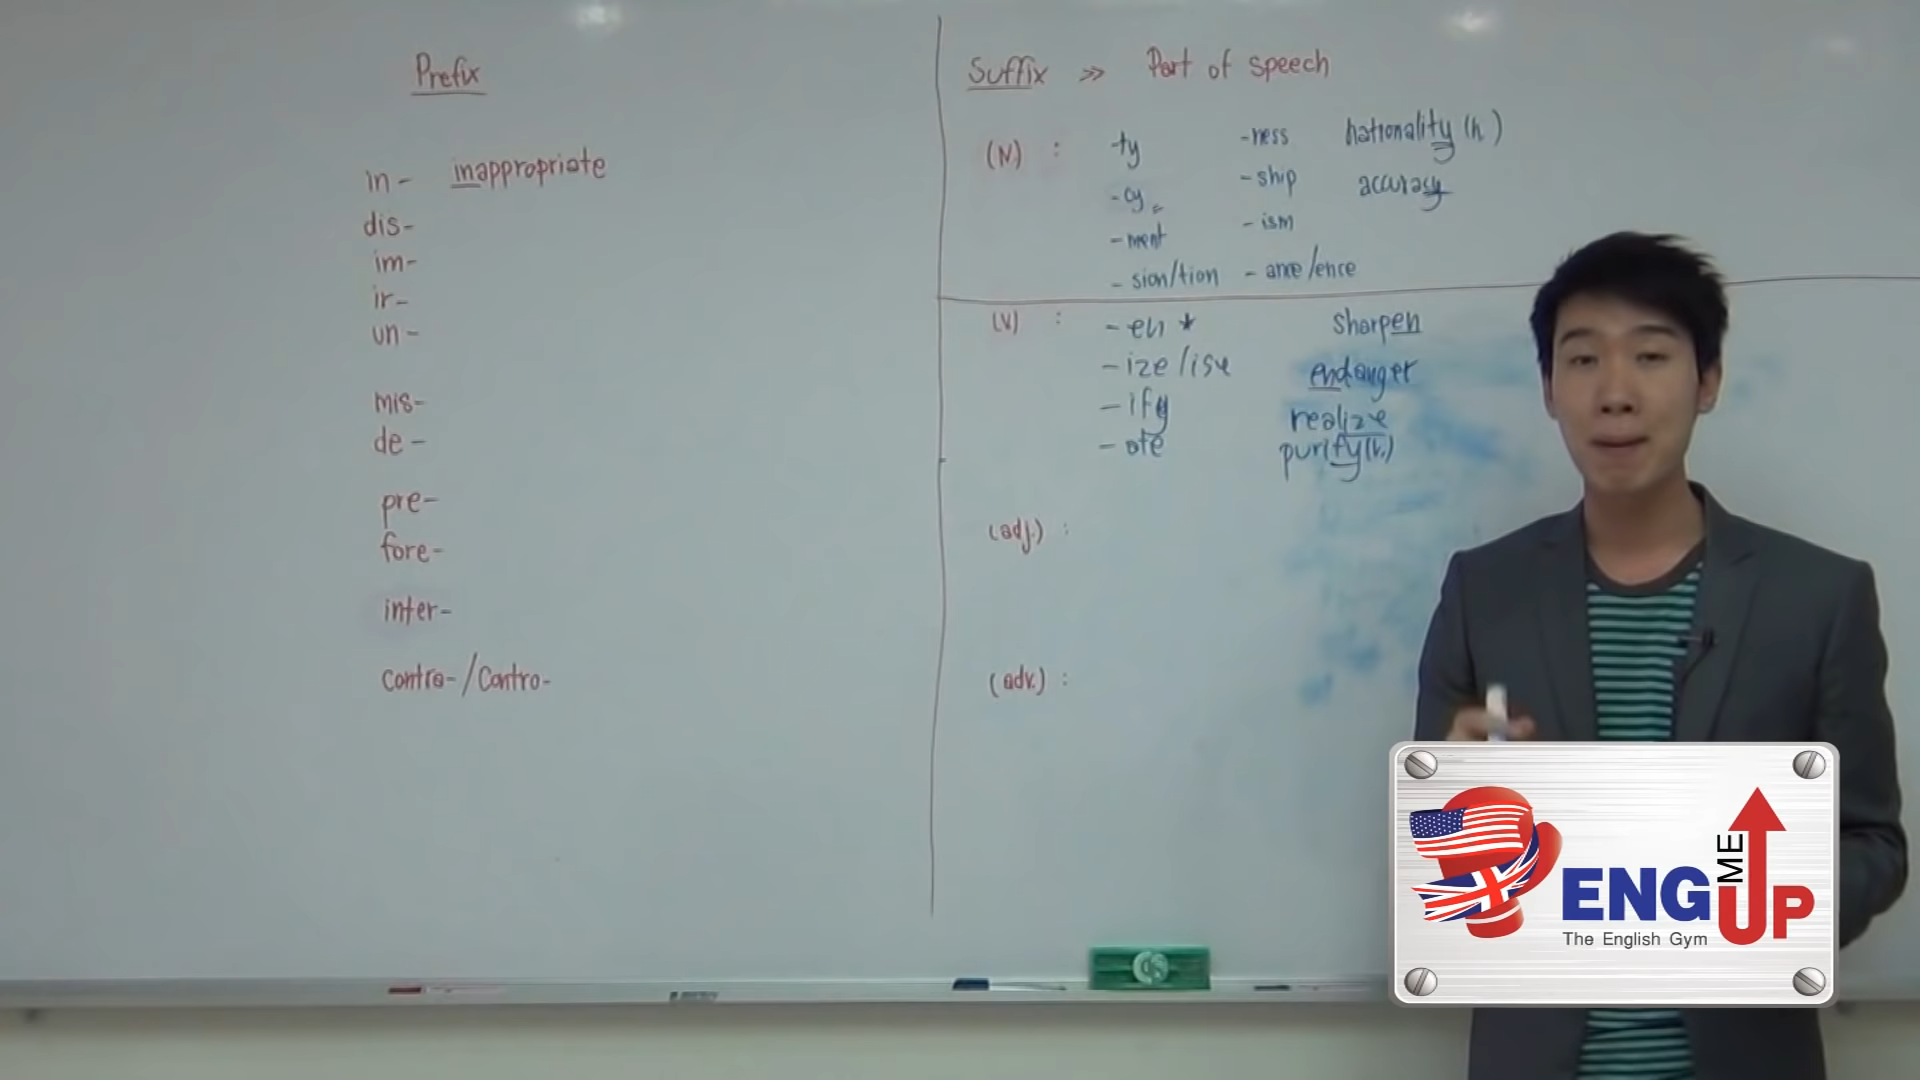 Prefix
in- inappropriate
dis-
im-
ir-
un-
mis-
de-
pre-
fore-
inter-
contra-/Contro-
Suffix >> Part of speech
(N.) : -ty -ness nationality (n.)
-cy -ship accuracy
-ment -ism
-sion/tion -ance/ence
(V) : -en * sharpen
-ize/ise endanger
-ify realize
-ate purify (v.)
(adj.) :
(adv.) :
ENG ME UP
The English Gym